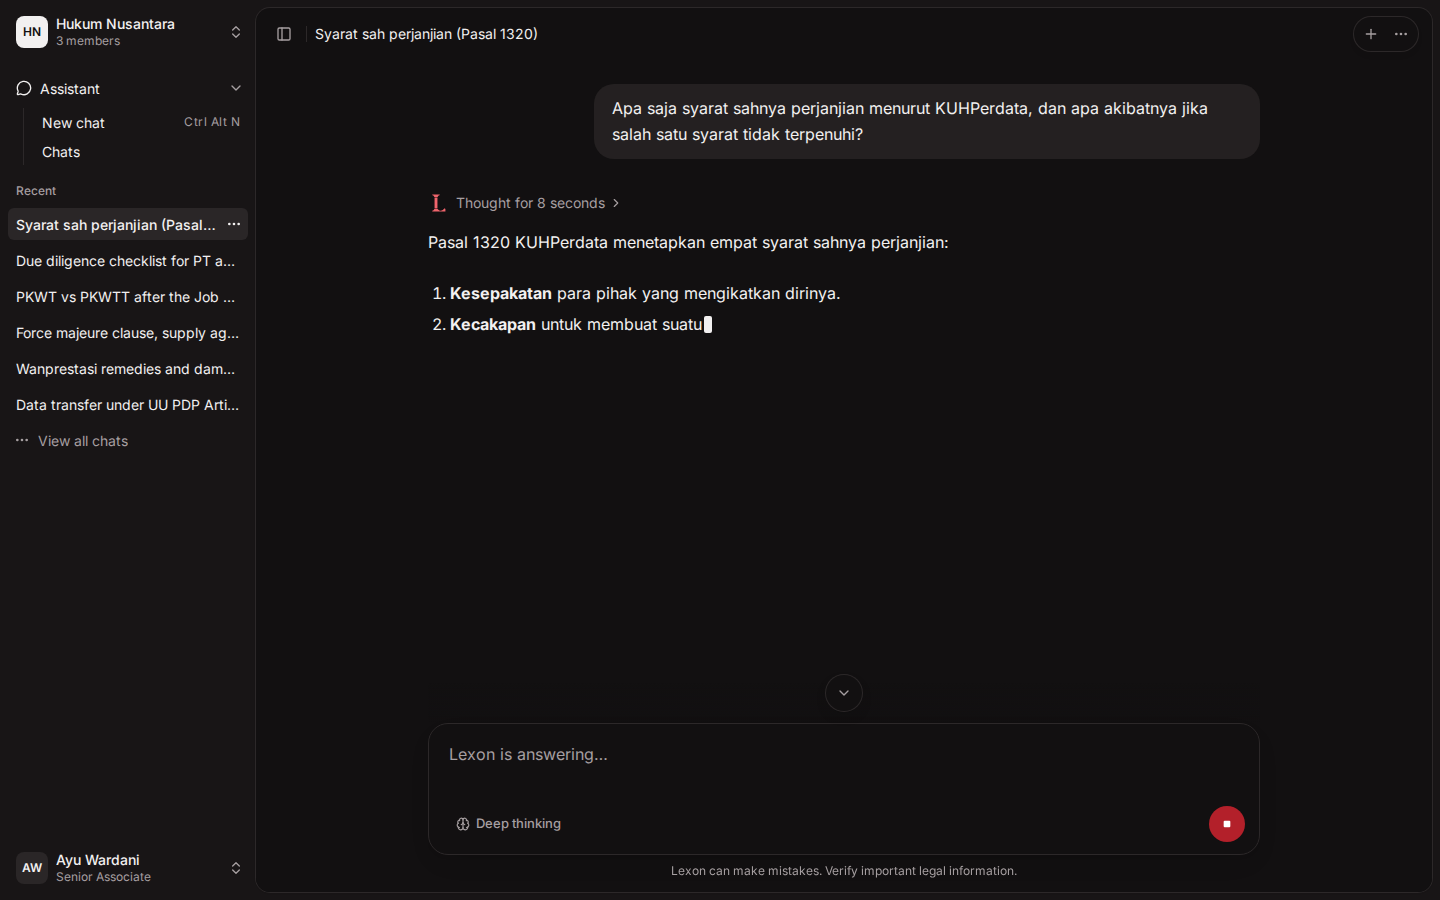 HN
Hukum Nusantara
3 members
Assistant
New chat
Ctrl Alt N
Chats
Recent
Syarat sah perjanjian (Pasal...
Due diligence checklist for PT a...
PKWT vs PKWTT after the Job ...
Force majeure clause, supply ag...
Wanprestasi remedies and dam...
Data transfer under UU PDP Arti...
View all chats
AW
Ayu Wardani
Senior Associate
Syarat sah perjanjian (Pasal 1320)
Apa saja syarat sahnya perjanjian menurut KUHPerdata, dan apa akibatnya jika
salah satu syarat tidak terpenuhi?
L
Thought for 8 seconds
Pasal 1320 KUHPerdata menetapkan empat syarat sahnya perjanjian:
1. Kesepakatan para pihak yang mengikatkan dirinya.
2. Kecakapan untuk membuat suatu
Lexon is answering...
Deep thinking
Lexon can make mistakes. Verify important legal information.